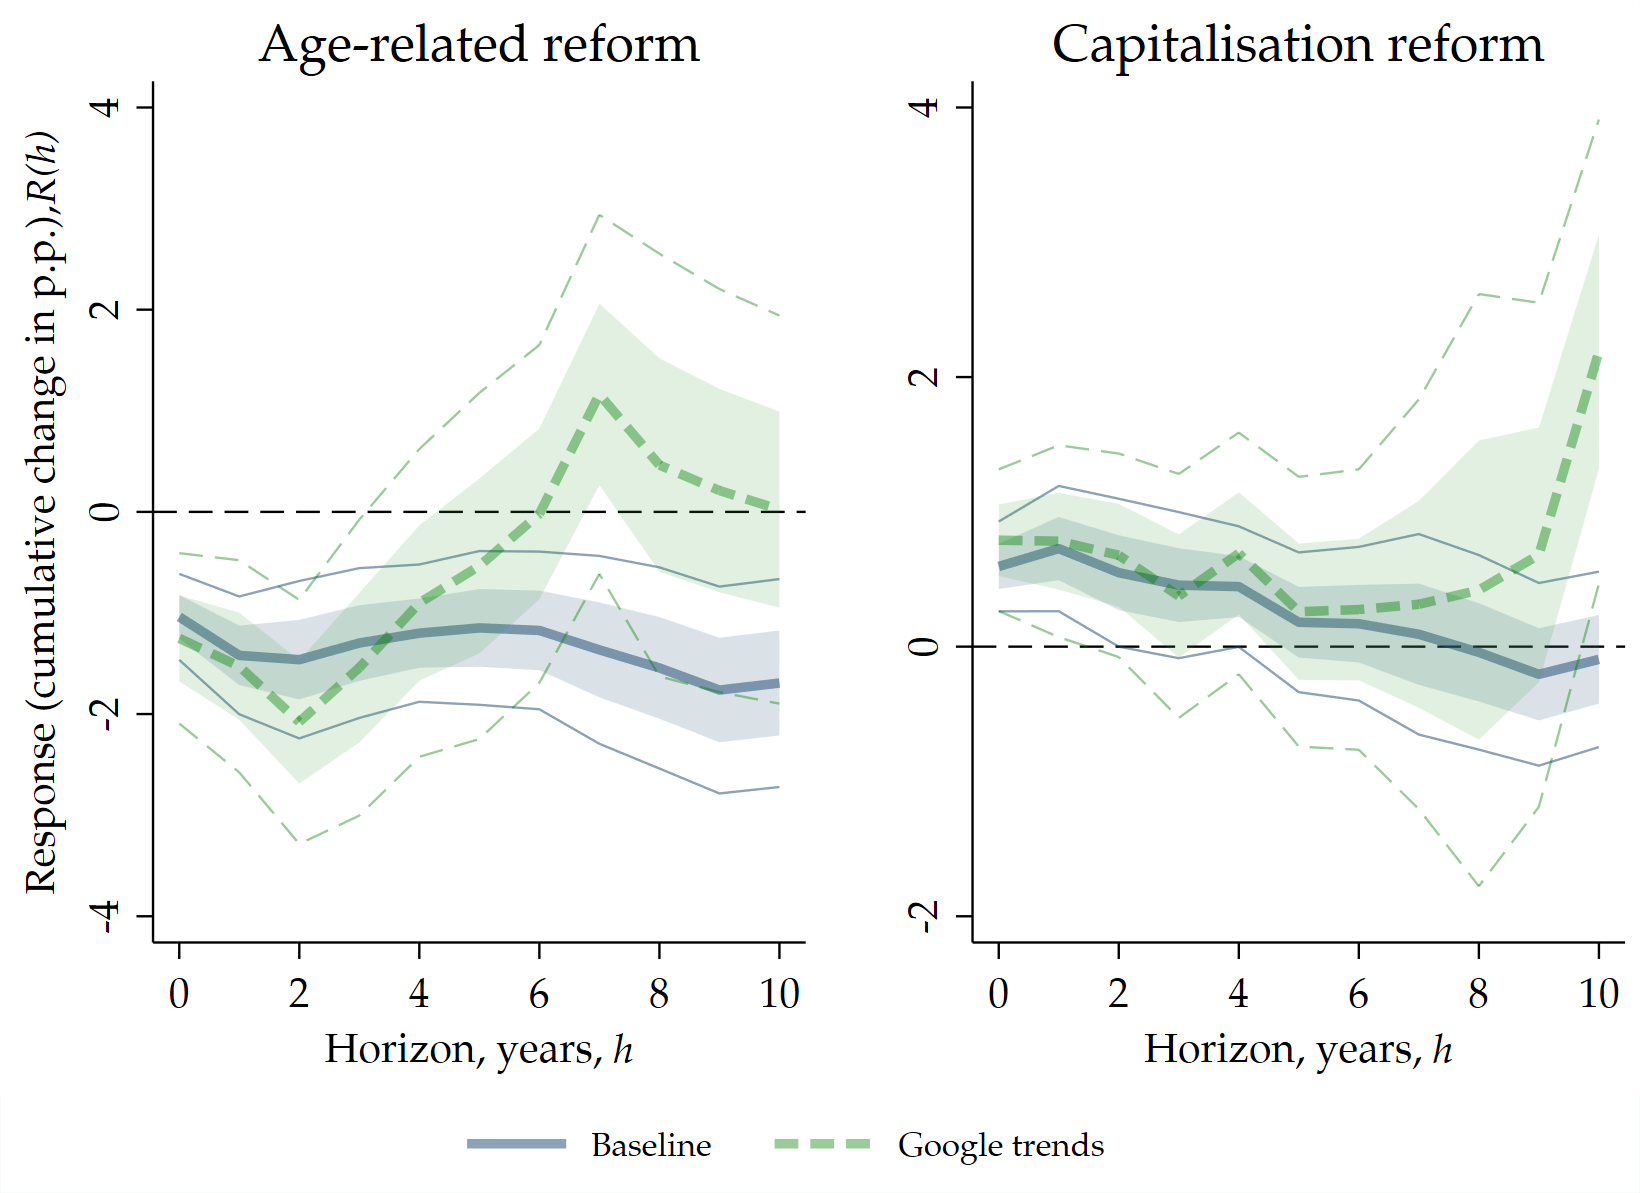 Age-related reform
Capitalisation reform
Response (cumulative change in p.p.),R(h)
4
2
0
-2
-4
0 2 4 6 8 10
Horizon, years, h
4
2
0
-2
0 2 4 6 8 10
Horizon, years, h
Baseline
Google trends